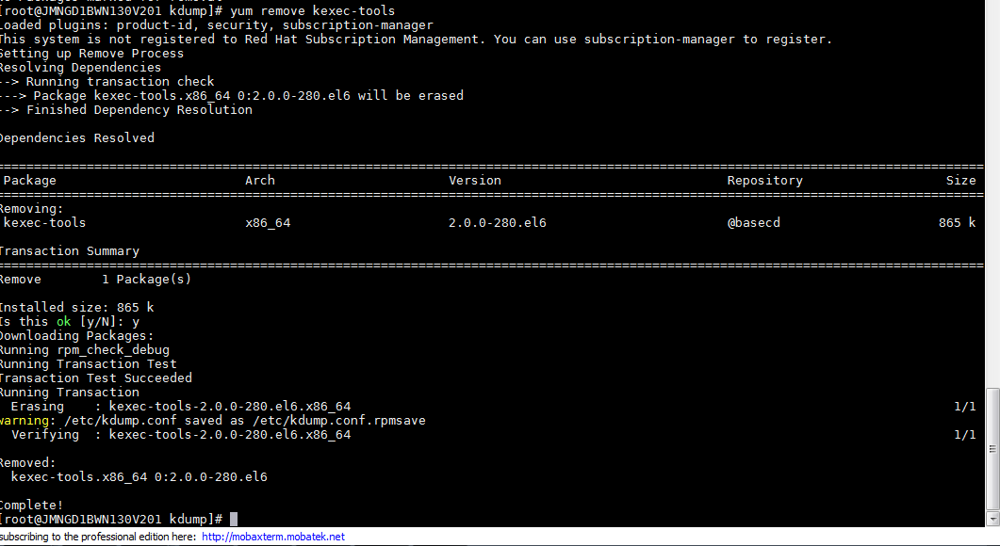 [root@JMNGD1BWN130V201 kdump]# yum remove kexec-tools
Loaded plugins: product-id, security, subscription-manager
This system is not registered to Red Hat Subscription Management. You can use subscription-manager to register.
Setting up Remove Process
Resolving Dependencies
--> Running transaction check
---> Package kexec-tools.x86_64 0:2.0.0-280.el6 will be erased
--> Finished Dependency Resolution
Dependencies Resolved
================================================================================
Package Arch Version Repository Size
================================================================================
Removing:
kexec-tools x86_64 2.0.0-280.el6 @basecd 865 k
Transaction Summary
================================================================================
Remove 1 Package(s)
Installed size: 865 k
Is this ok [y/N]: y
Downloading Packages:
Running rpm_check_debug
Running Transaction Test
Transaction Test Succeeded
Running Transaction
Erasing : kexec-tools-2.0.0-280.el6.x86_64 1/1
warning: /etc/kdump.conf saved as /etc/kdump.conf.rpmsave
Verifying : kexec-tools-2.0.0-280.el6.x86_64 1/1
Removed:
kexec-tools.x86_64 0:2.0.0-280.el6
Complete!
[root@JMNGD1BWN130V201 kdump]#
subscribing to the professional edition here: http://mobaxterm.mobatek.net